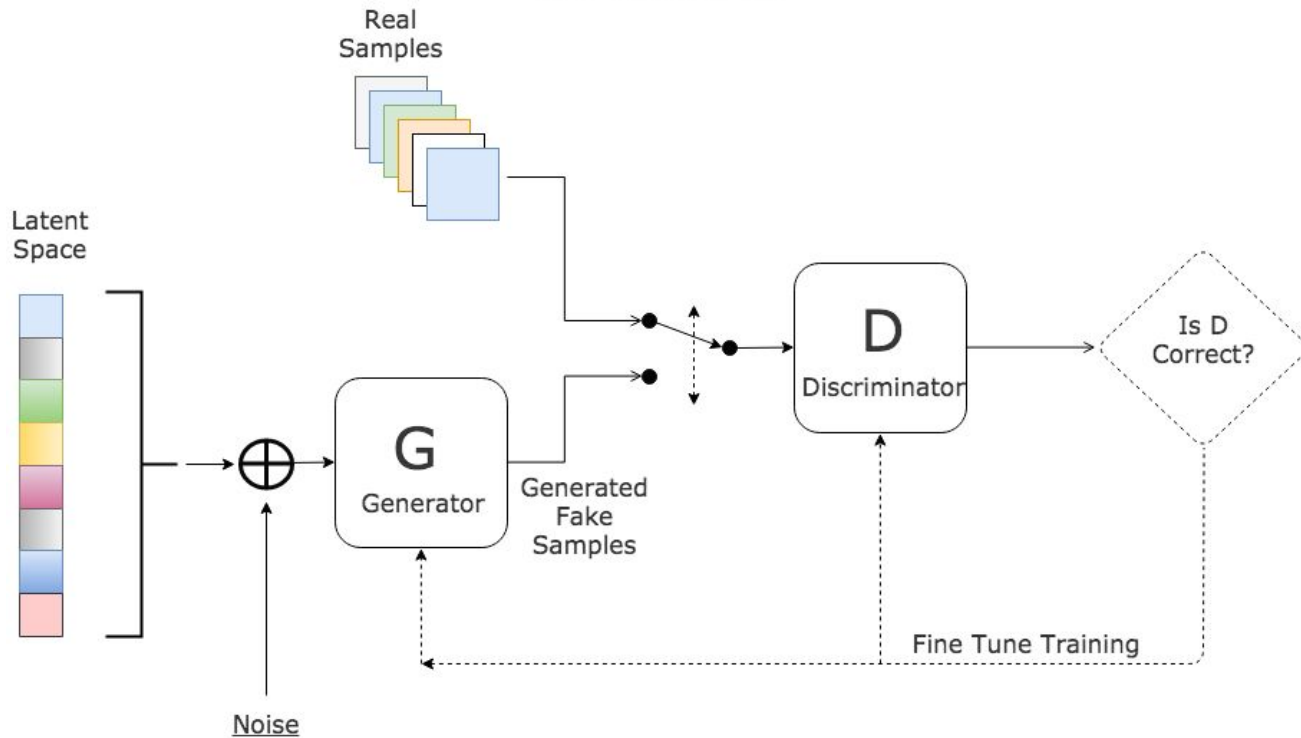 Real
Samples
Latent
Space
Is D
Correct?
D
Discriminator
G
Generator
Generated
Fake
Samples
Fine Tune Training
Noise